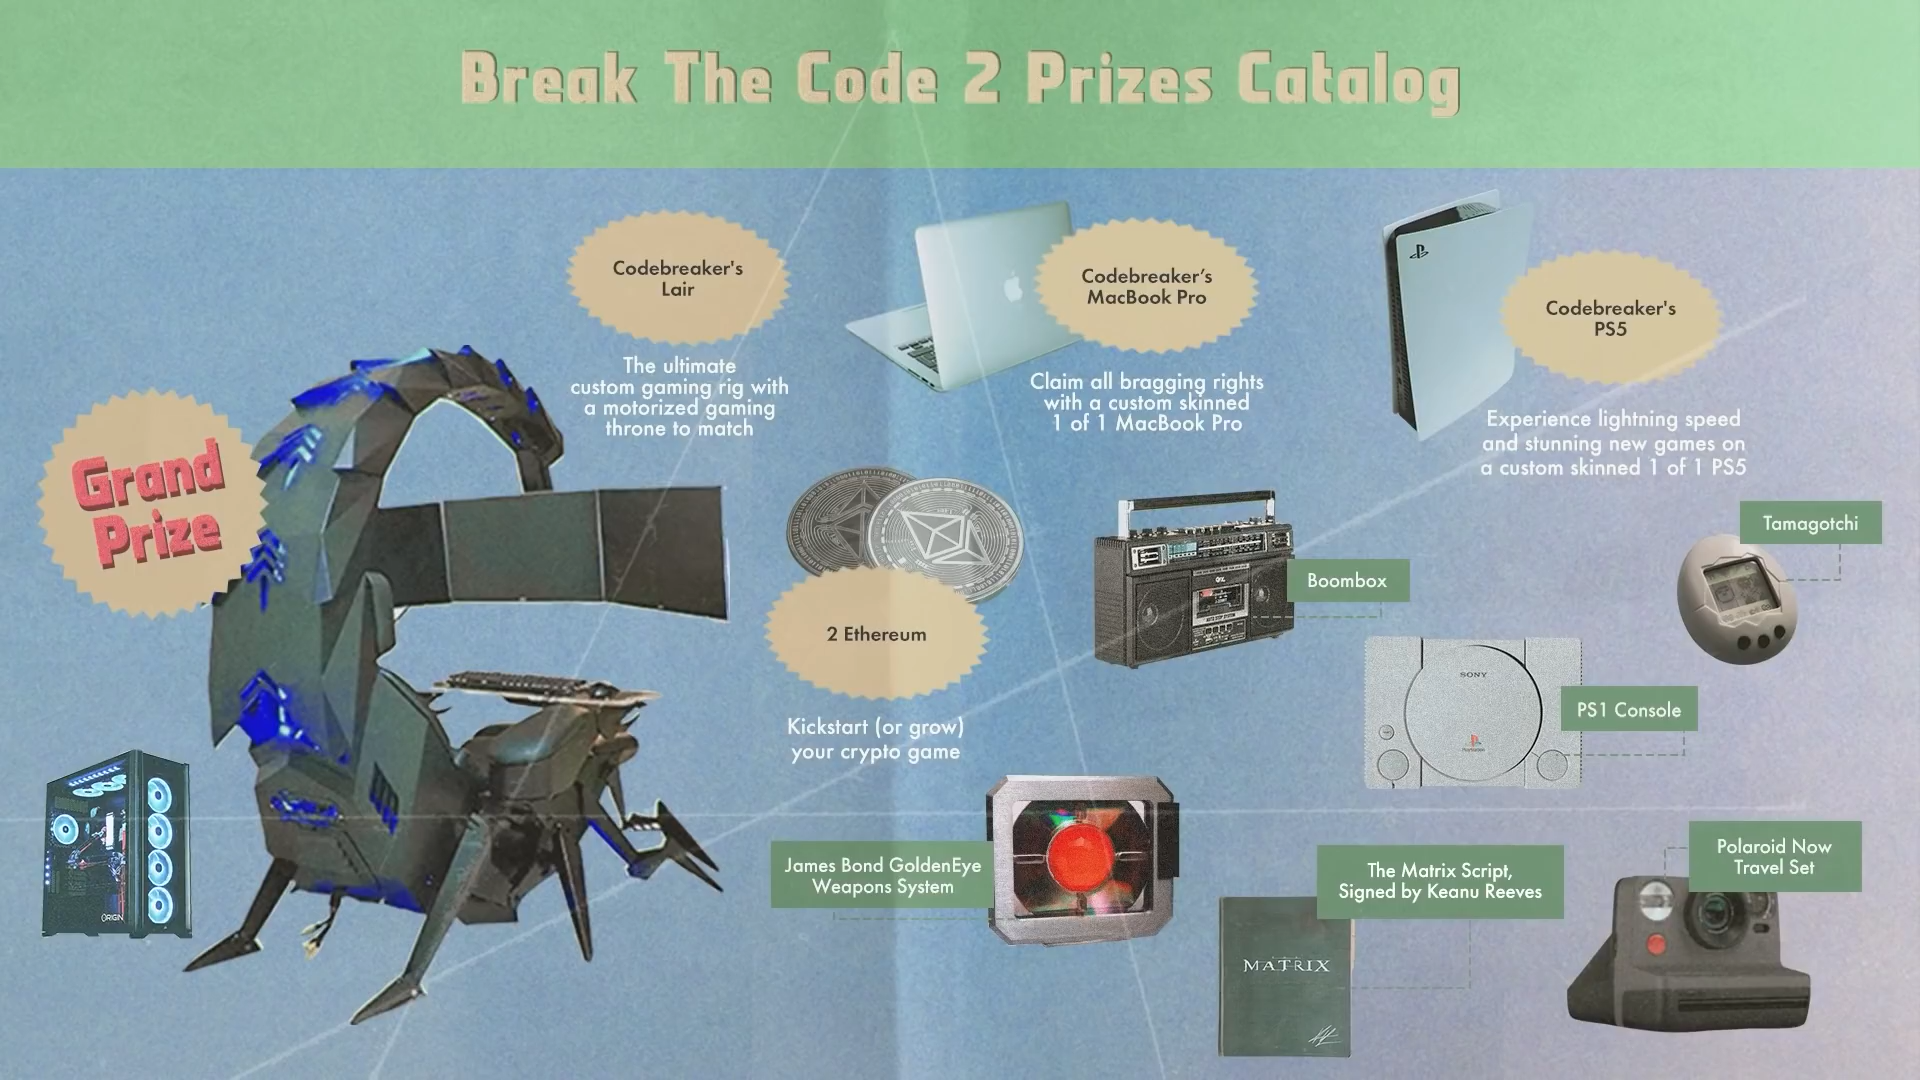 Break The Code 2 Prizes Catalog
Grand
Prize
Codebreaker's
Lair
The ultimate
custom gaming rig with
a motorized gaming
throne to match
Codebreaker’s
MacBook Pro
Claim all bragging rights
with a custom skinned
1 of 1 MacBook Pro
Codebreaker's
PS5
Experience lightning speed
and stunning new games on
a custom skinned 1 of 1 PS5
2 Ethereum
Kickstart (or grow)
your crypto game
Boombox
Tamagotchi
SONY
PS1 Console
James Bond GoldenEye
Weapons System
The Matrix Script,
Signed by Keanu Reeves
MATRIX
Polaroid Now
Travel Set
ORIGIN